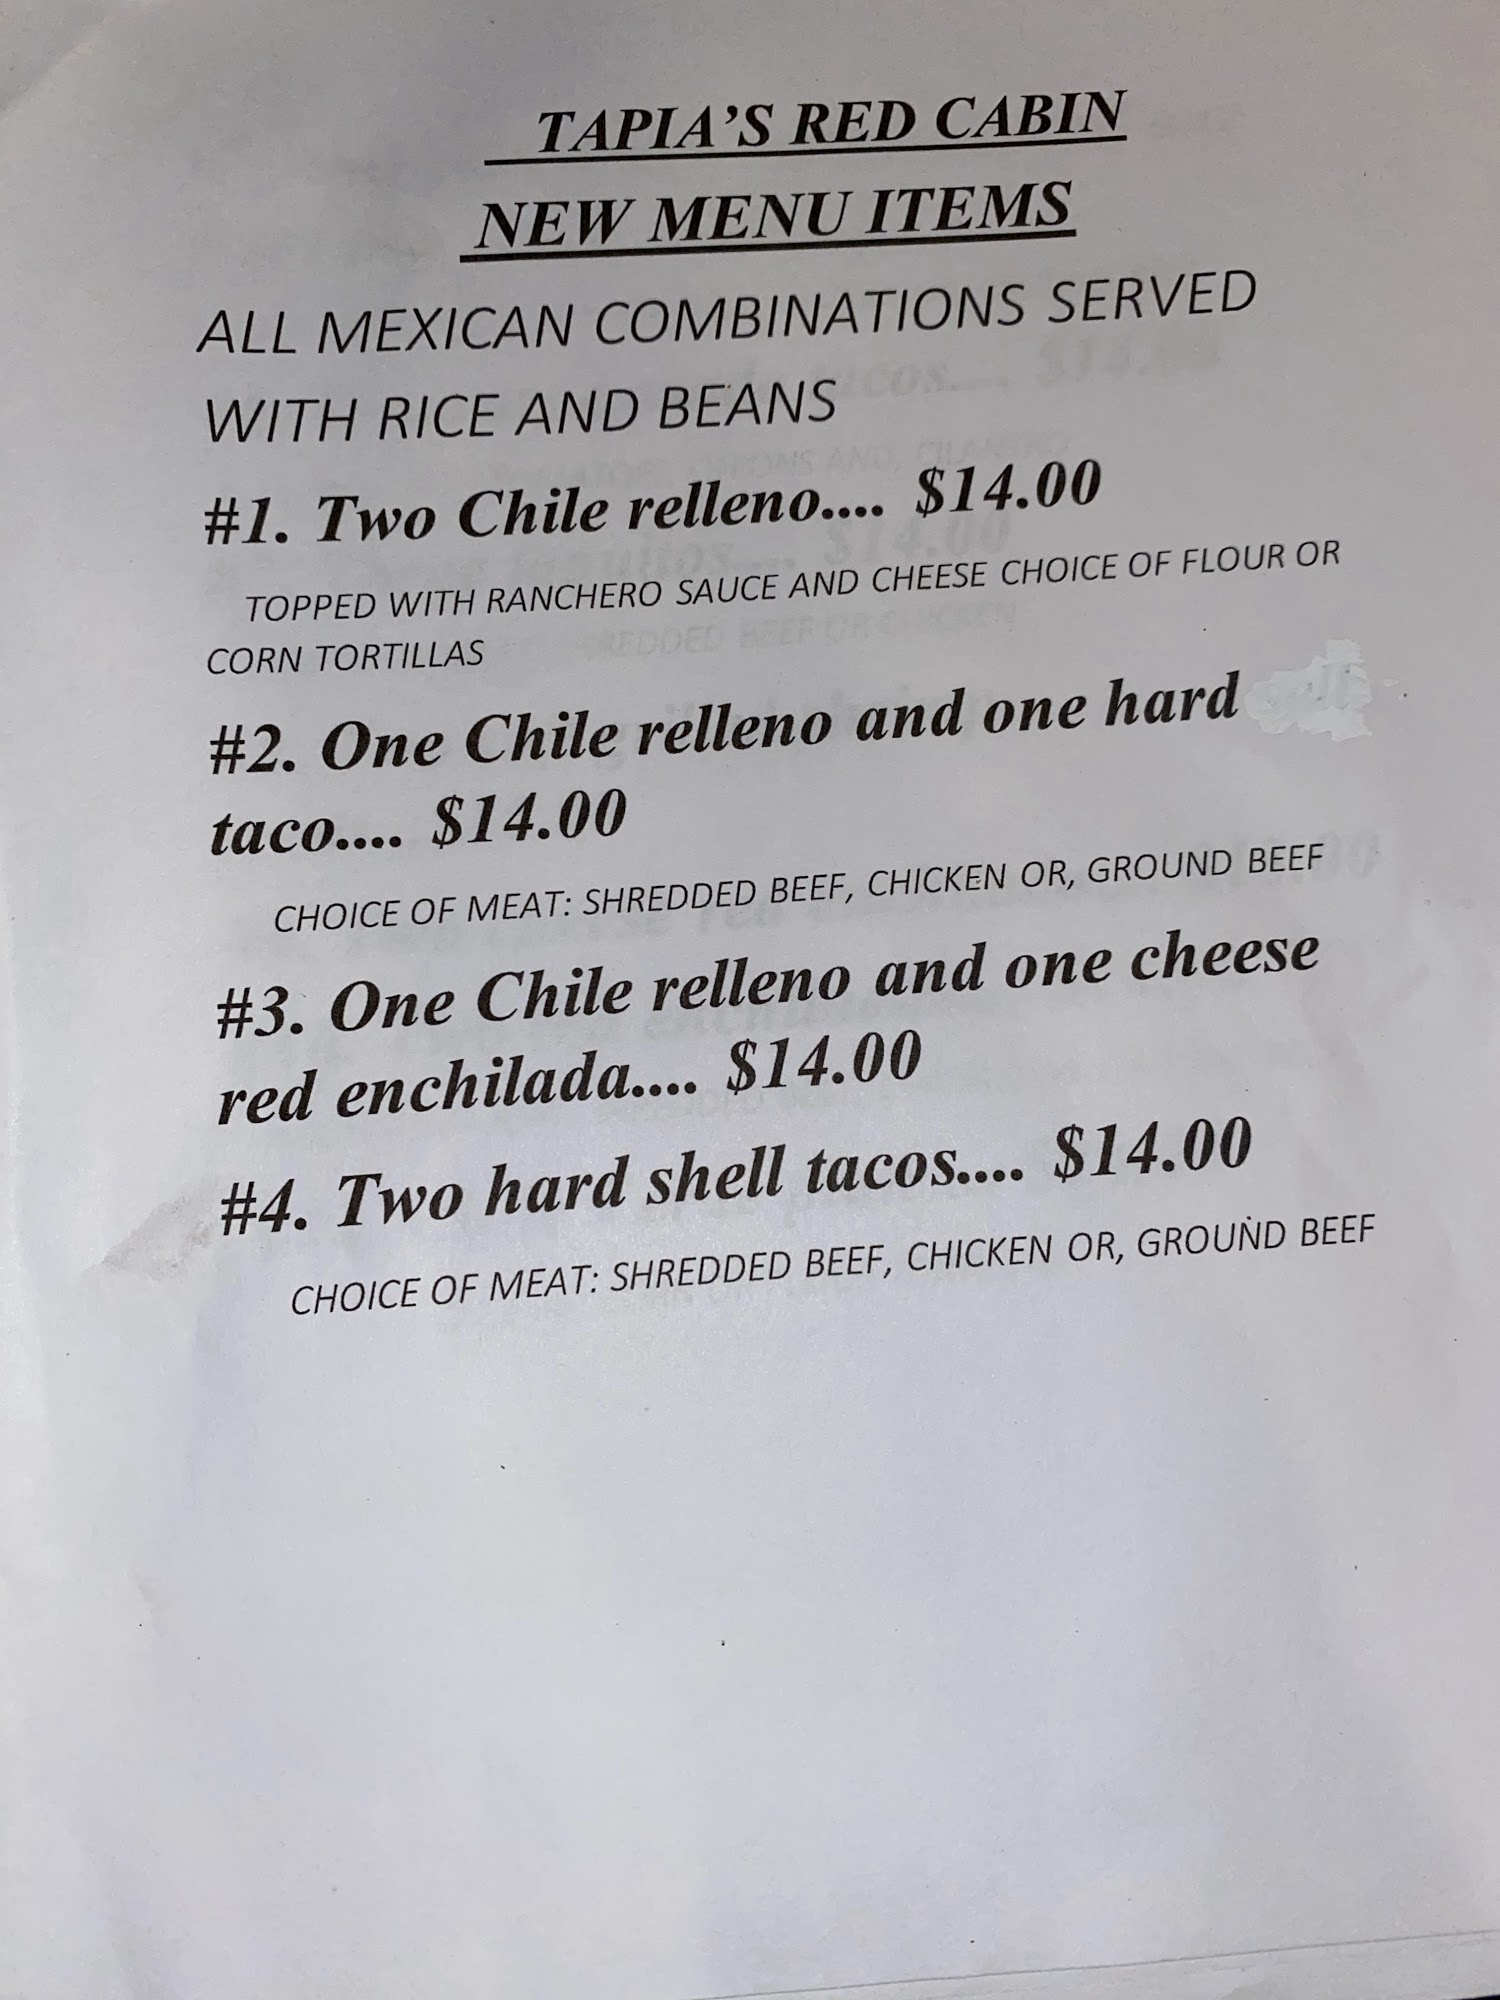 TAPIA'S RED CABIN
NEW MENU ITEMS
ALL MEXICAN COMBINATIONS SERVED
WITH RICE AND BEANS
#1. Two Chile relleno.... $14.00
TOPPED WITH RANCHERO SAUCE AND CHEESE CHOICE OF FLOUR OR
CORN TORTILLAS
#2. One Chile relleno and one hard
taco.... $14.00
CHOICE OF MEAT: SHREDDED BEEF, CHICKEN OR, GROUND BEEF
#3. One Chile relleno and one cheese
red enchilada.... $14.00
#4. Two hard shell tacos.... $14.00
CHOICE OF MEAT: SHREDDED BEEF, CHICKEN OR, GROUND BEEF